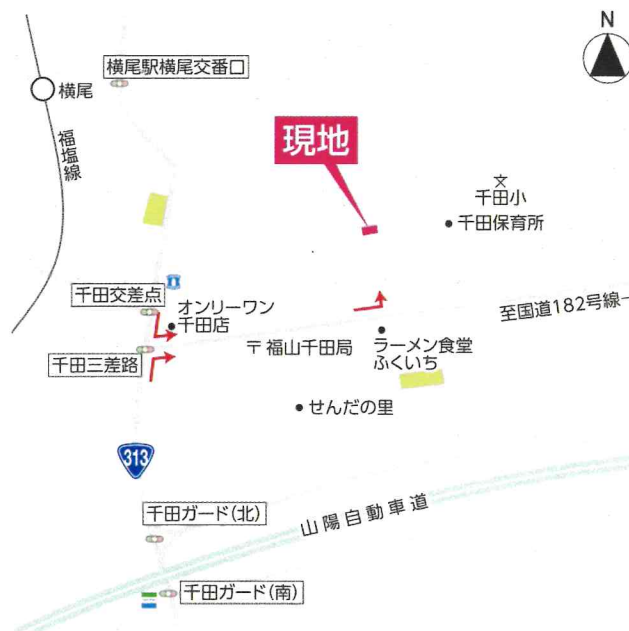 N
横尾駅横尾交番口
横尾
福塩線
現地
文
千田小
千田保育所
千田交差点
オンリーワン
千田店
至国道182号線
千田三差路
〒福山千田局
ラーメン食堂
ふくいち
せんだの里
313
千田ガード(北)
山陽自動車道
千田ガード(南)